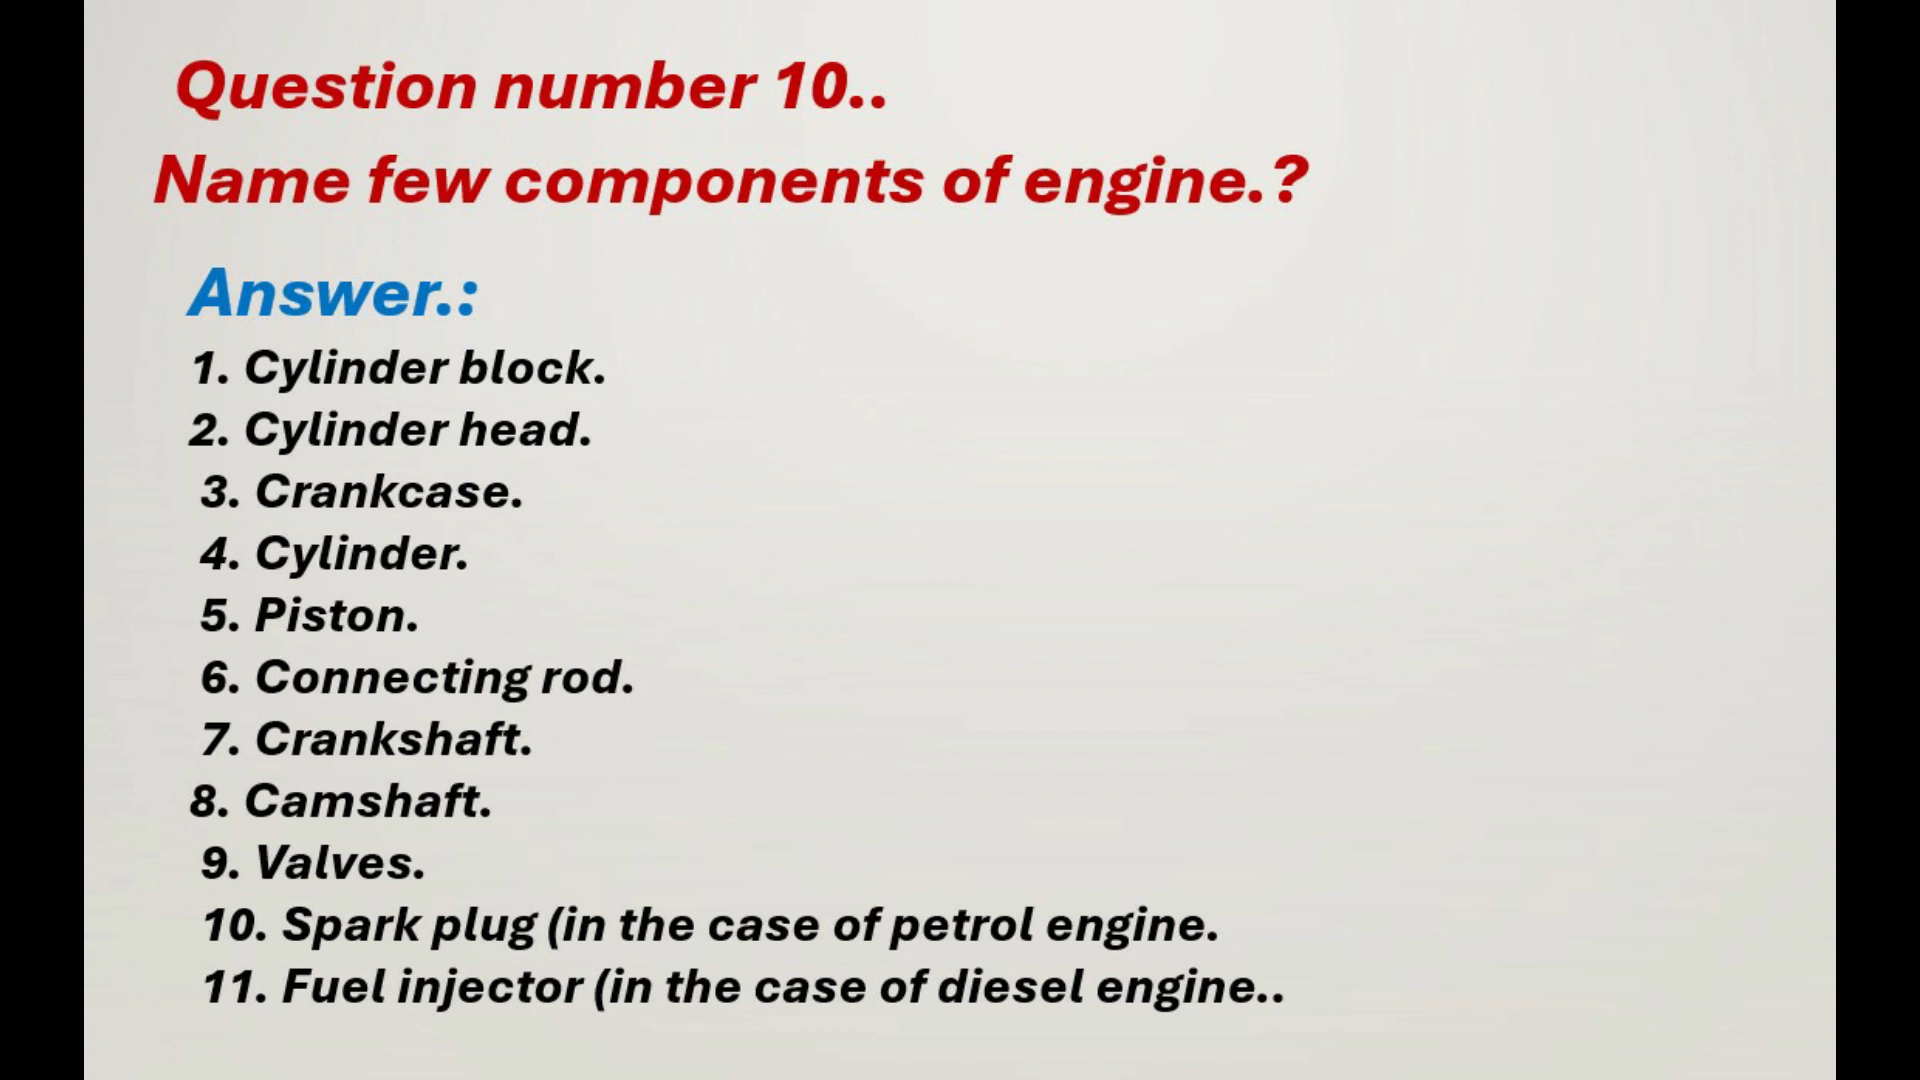 Question number 10..
Name few components of engine.?
Answer.:
1. Cylinder block.
2. Cylinder head.
3. Crankcase.
4. Cylinder.
5. Piston.
6. Connecting rod.
7. Crankshaft.
8. Camshaft.
9. Valves.
10. Spark plug (in the case of petrol engine.
11. Fuel injector (in the case of diesel engine..